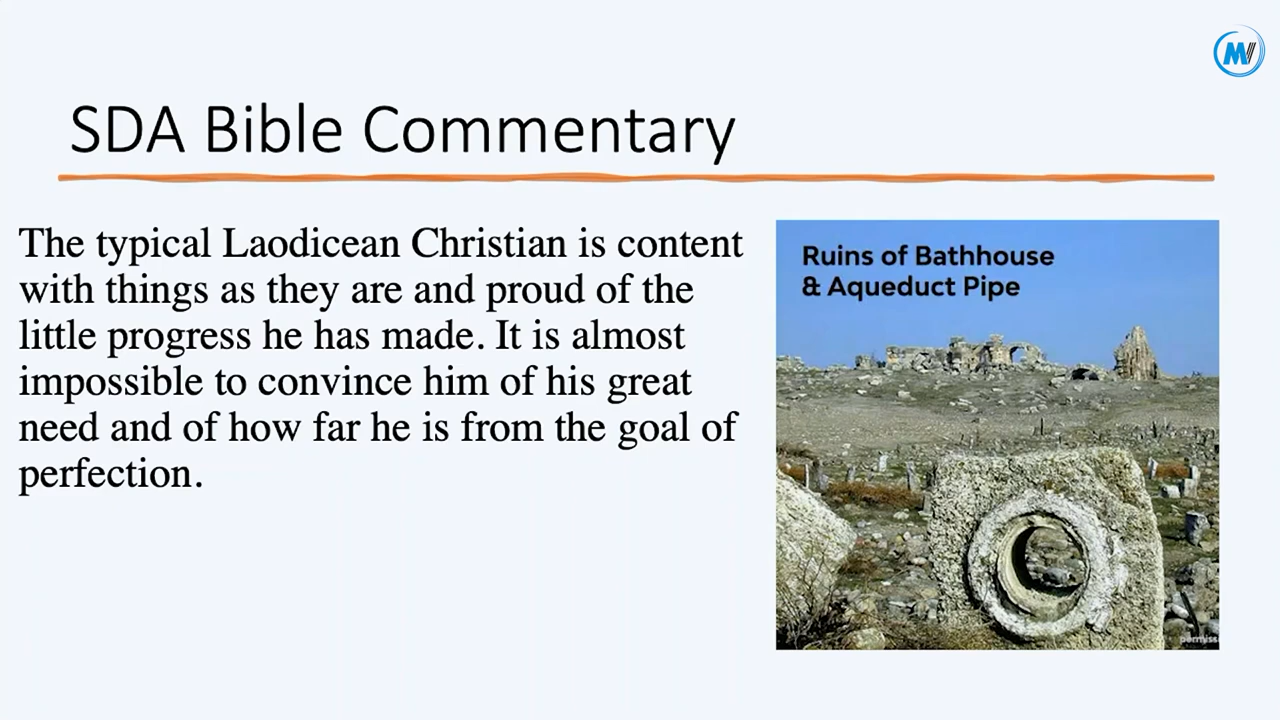 SDA Bible Commentary
The typical Laodicean Christian is content
with things as they are and proud of the
little progress he has made. It is almost
impossible to convince him of his great
need and of how far he is from the goal of
perfection.
Ruins of Bathhouse
& Aqueduct Pipe